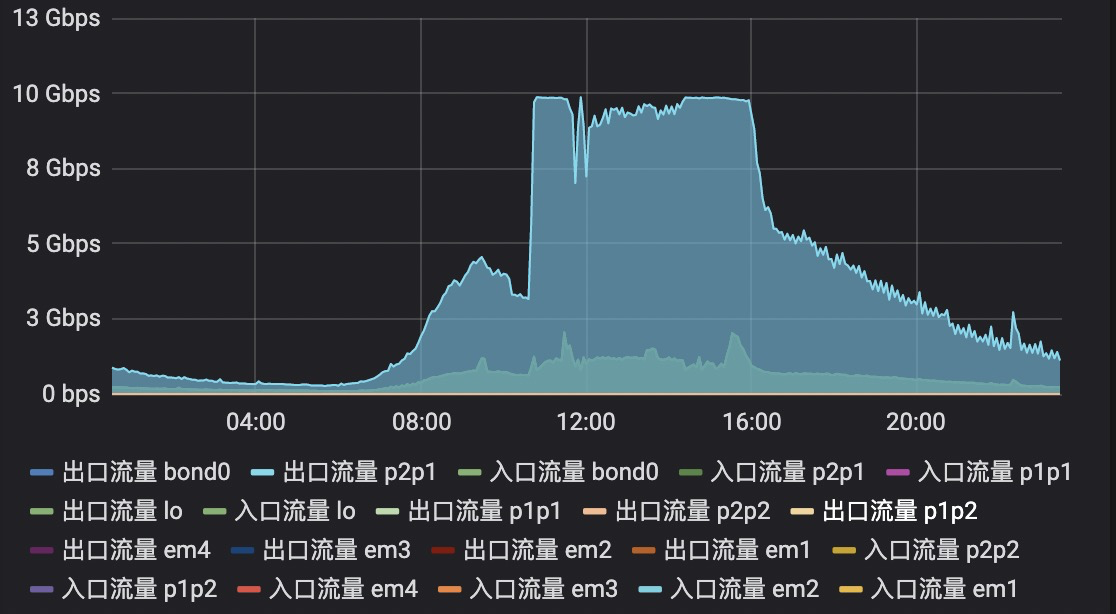 13 Gbps
10 Gbps
8 Gbps
5 Gbps
3 Gbps
0 bps
04:00 08:00 12:00 16:00 20:00
出口流量 bond0 出口流量 p2p1 入口流量 bond0 入口流量 p2p1 入口流量 p1p1
出口流量 lo 入口流量 lo 出口流量 p1p1 出口流量 p2p2 出口流量 p1p2
出口流量 em4 出口流量 em3 出口流量 em2 出口流量 em1 入口流量 p2p2
入口流量 p1p2 入口流量 em4 入口流量 em3 入口流量 em2 入口流量 em1